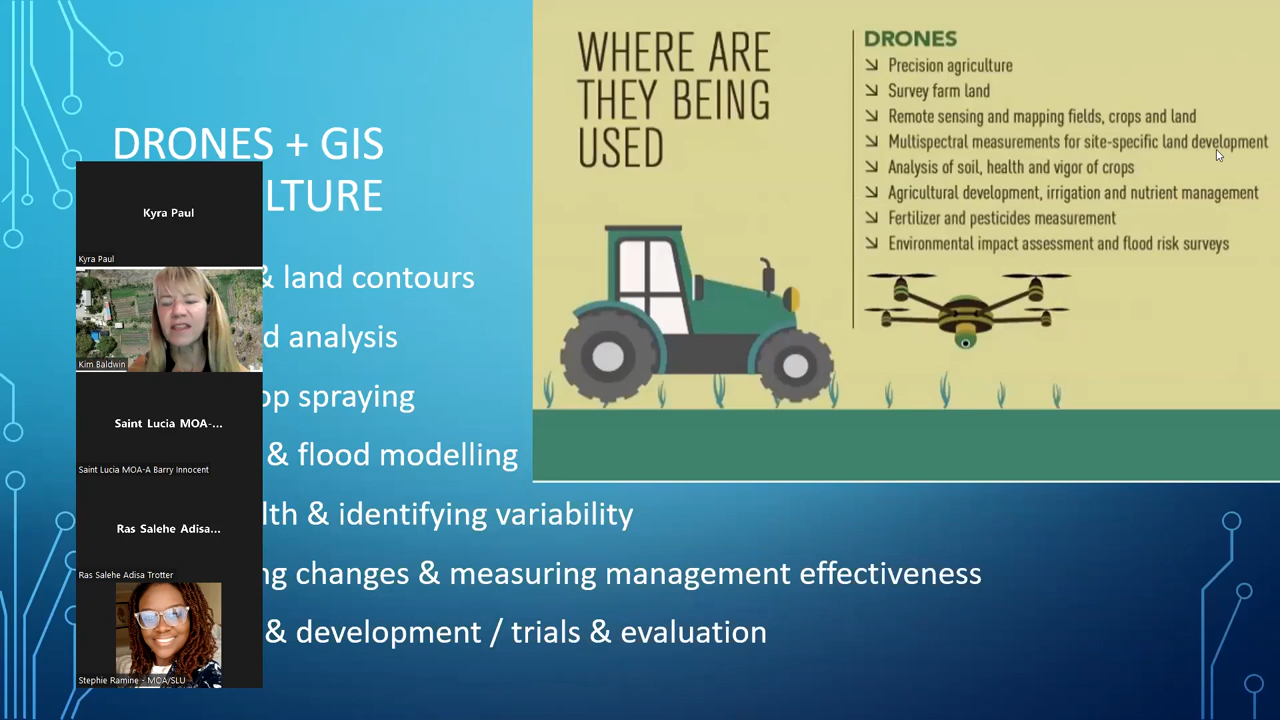 DRONES + GIS
LTURE
& land contours
d analysis
op spraying
& flood modelling
lth & identifying variability
ng changes & measuring management effectiveness
& development / trials & evaluation
WHERE ARE
THEY BEING
USED
DRONES
Precision agriculture
Survey farm land
Remote sensing and mapping fields, crops and land
Multispectral measurements for site-specific land development
Analysis of soil, health and vigor of crops
Agricultural development, irrigation and nutrient management
Fertilizer and pesticides measurement
Environmental impact assessment and flood risk surveys
Kyra Paul
Kyra Paul
Kim Baldwin
Saint Lucia MOA-...
Saint Lucia MOA-A Barry Innocent
Ras Salehe Adisa...
Ras Salehe Adisa Trotter
Stephie Ramine - MOA/SLU